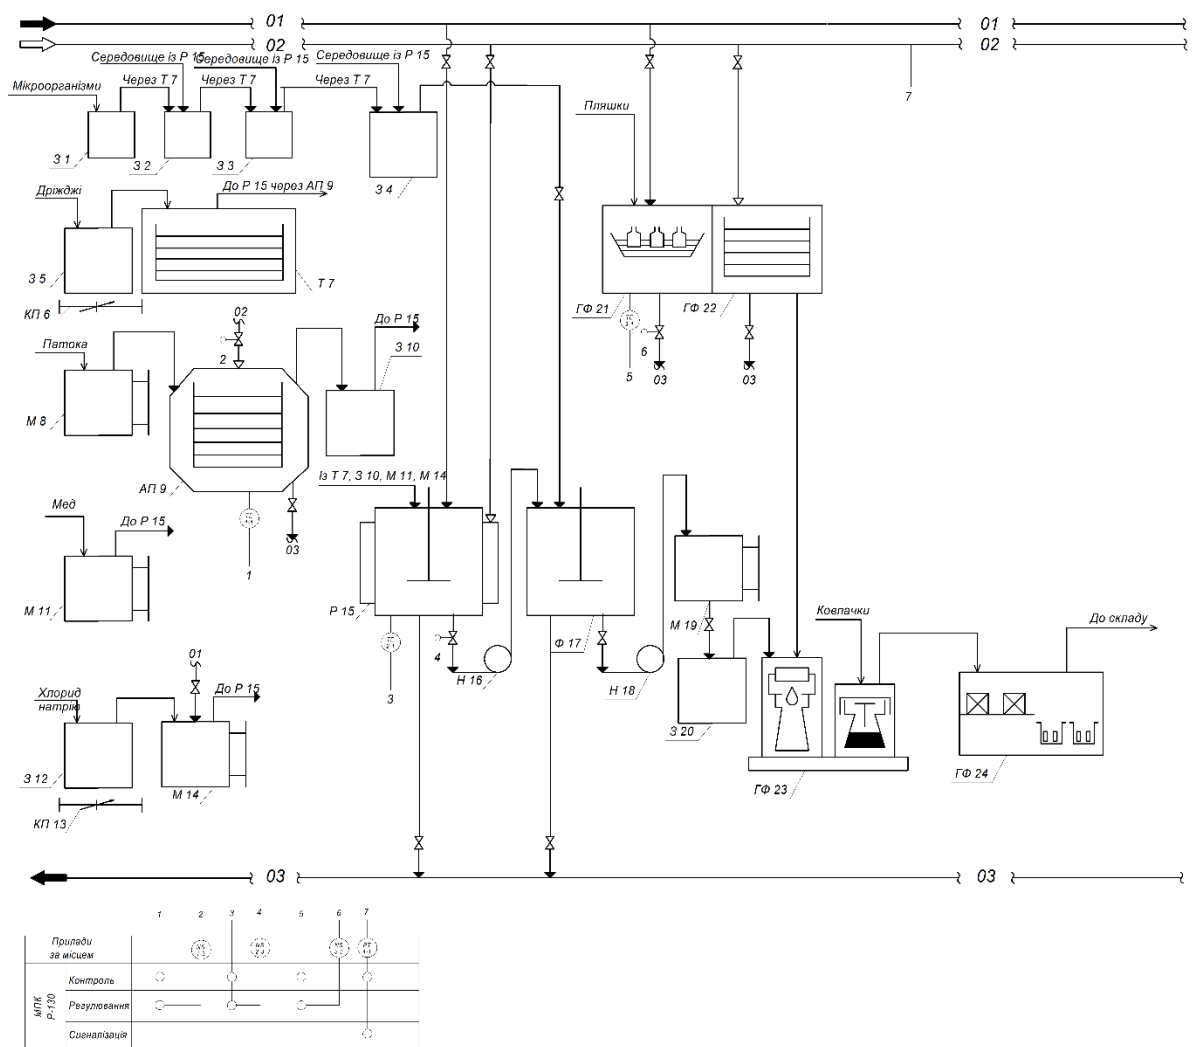 01
01
02
02
Середовище із Р 15
Середовище із Р 15
Середовище із Р 15
Через Т 7
Через Т 7
Через Т 7
Мікроорганізми
7
Пляшки
З 1
З 2
З 3
З 4
Дріжджі
До Р 15 через АП 9
З 5
Т 7
КП 6
ГФ 21
ГФ 22
02
До Р 15
Патока
2
З 10
6
5
03
03
М 8
Із Т 7, З 10, М 11, М 14
АП 9
Мед
До Р 15
03
1
М 11
Р 15
Ф 17
М 19
Ковпачки
До складу
01
4
Н 16
Н 18
Хлорид
натрію
До Р 15
3
З 20
З 12
М 14
ГФ 23
ГФ 24
КП 13
03
03
1 2 3 4 5 6 7
Прилади
за місцем
МПК
Р-130
Контроль
Регулювання
Сигналізація